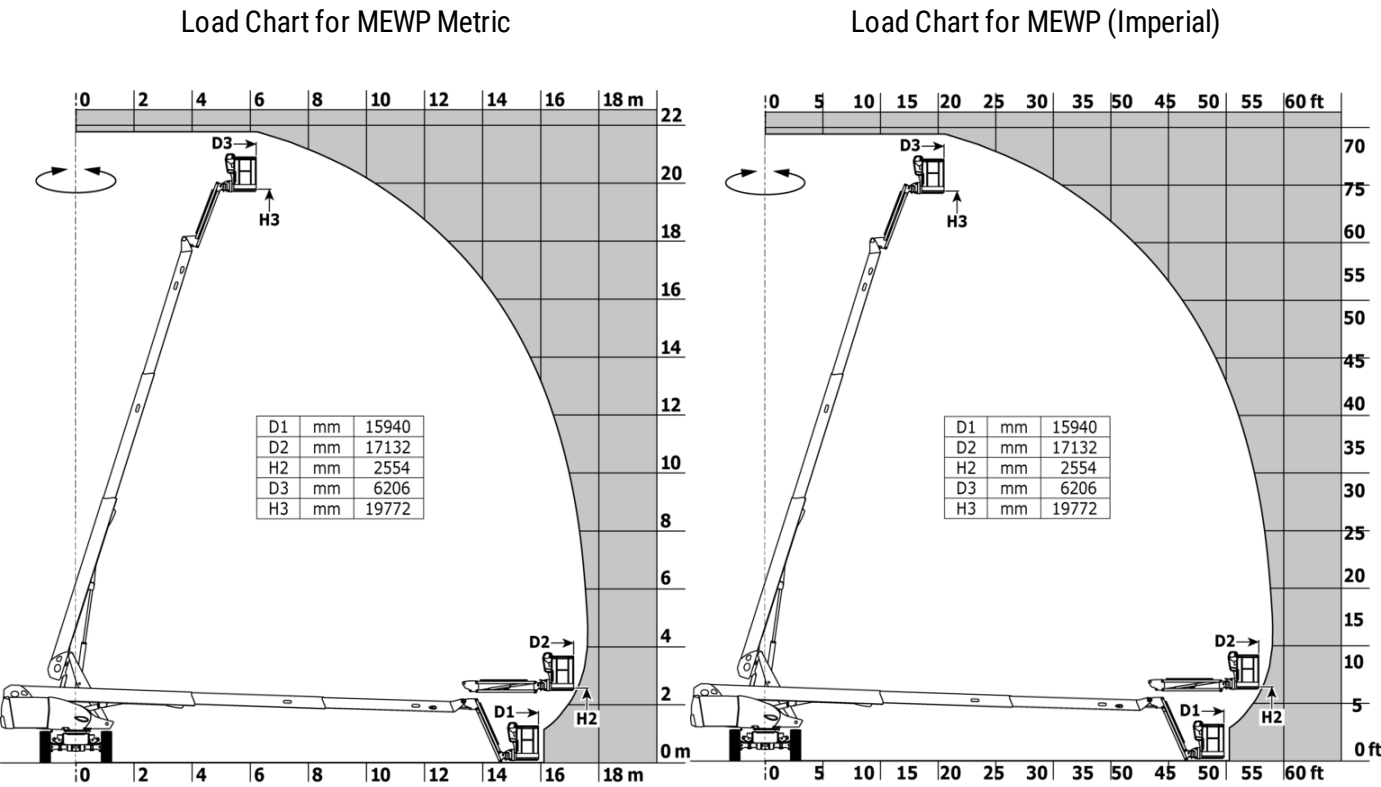 Load Chart for MEWP Metric
0 2 4 6 8 10 12 14 16 18 m
22
D3
20
H3
18
16
14
12
D1 mm 15940
D2 mm 17132
H2 mm 2554
D3 mm 6206
H3 mm 19772
10
8
6
4
D2
2
D1
H2
0 m
0 2 4 6 8 10 12 14 16 18 m
Load Chart for MEWP (Imperial)
0 5 10 15 20 25 30 35 50 45 50 55 60 ft
70
D3
75
H3
60
55
50
45
40
D1 mm 15940
D2 mm 17132
H2 mm 2554
D3 mm 6206
H3 mm 19772
35
30
25
20
15
D2
10
5
D1
H2
0 ft
0 5 10 15 20 25 30 35 50 45 50 55 60 ft